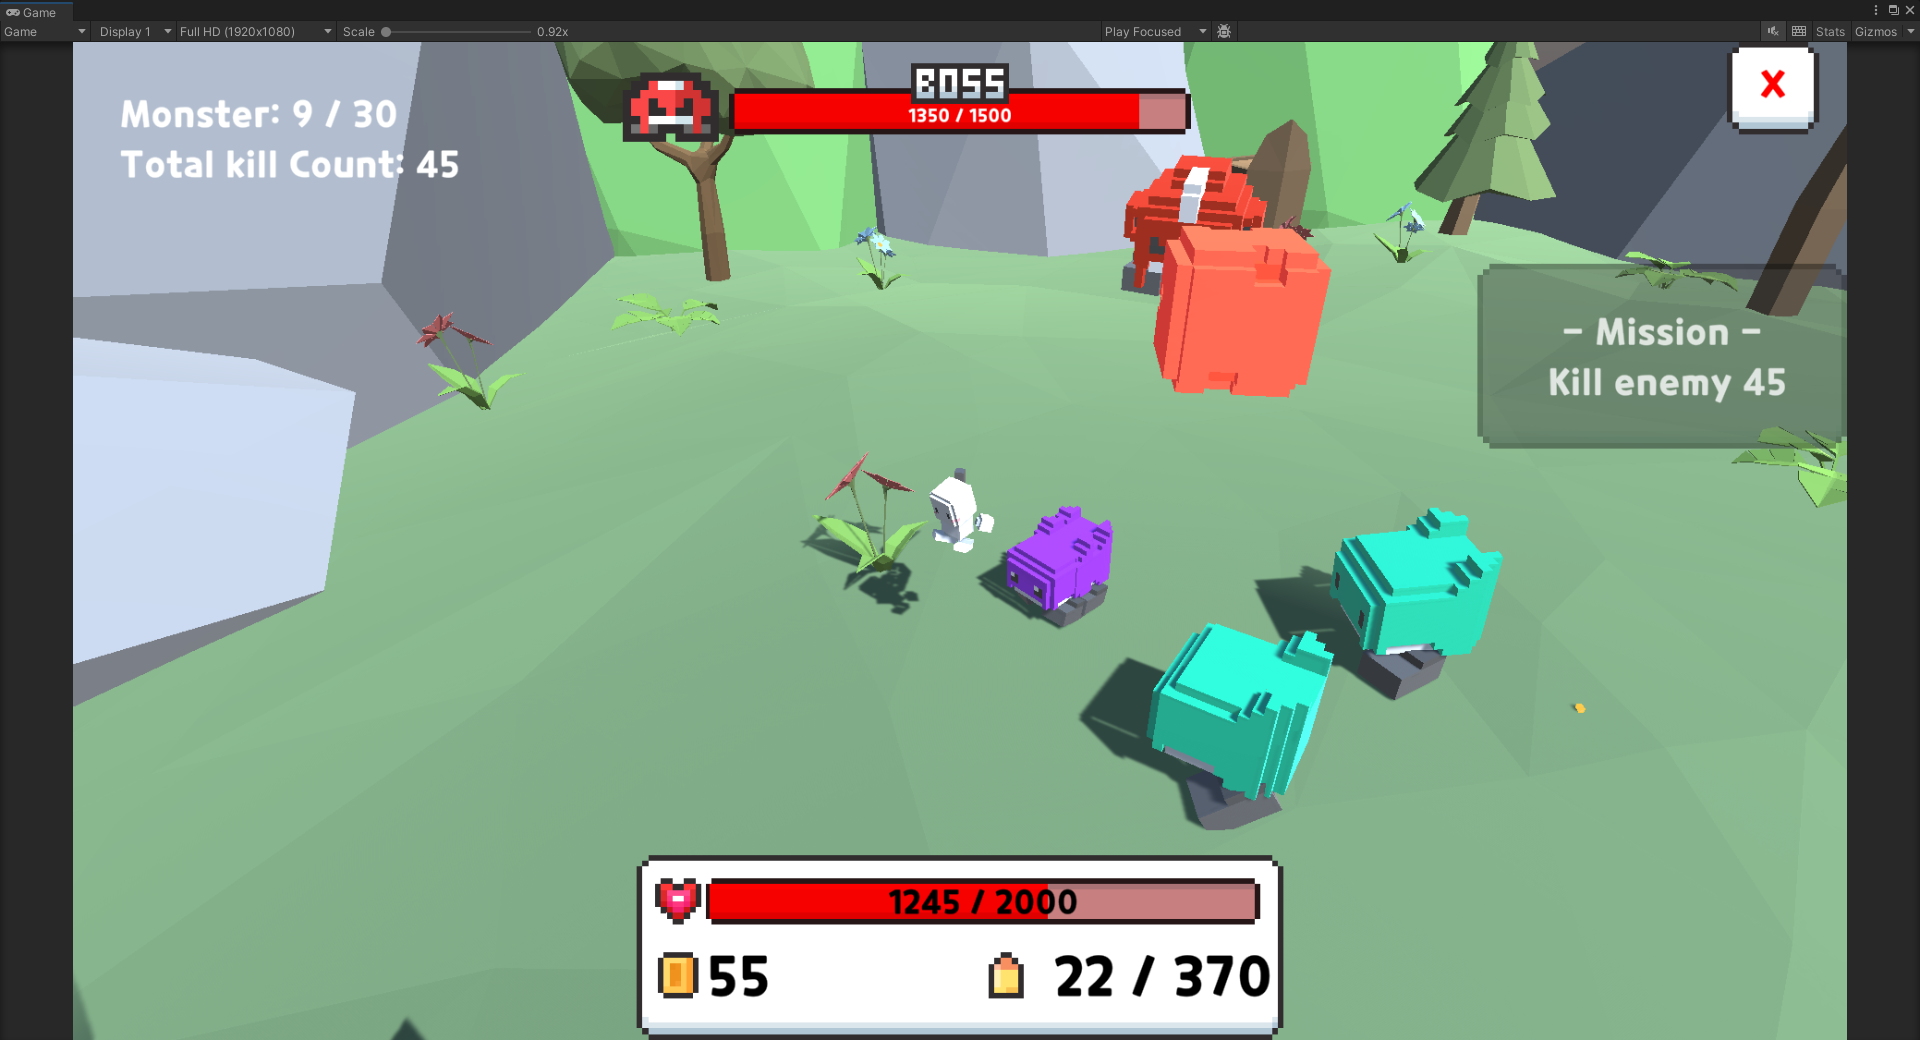 Game
Game Display 1 Full HD (1920x1080) Scale 0.92x Play Focused Stats Gizmos
BOSS
1350 / 1500
X
Monster: 9 / 30
Total kill Count: 45
- Mission -
Kill enemy 45
1245 / 2000
55
22 / 370